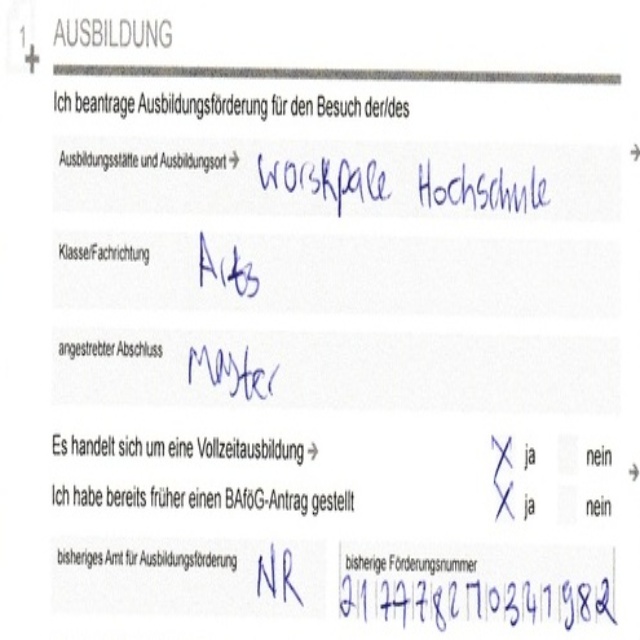 1 AUSBILDUNG
Ich beantrage Ausbildungsförderung für den Besuch der/des
Ausbildungsstätte und Ausbildungsort → Worskpale Hochschule
Klasse/Fachrichtung Arts
angestrebter Abschluss Master
Es handelt sich um eine Vollzeitausbildung → X ja nein
Ich habe bereits früher einen BAföG-Antrag gestellt X ja nein
bisheriges Amt für Ausbildungsförderung NR
bisherige Förderungsnummer